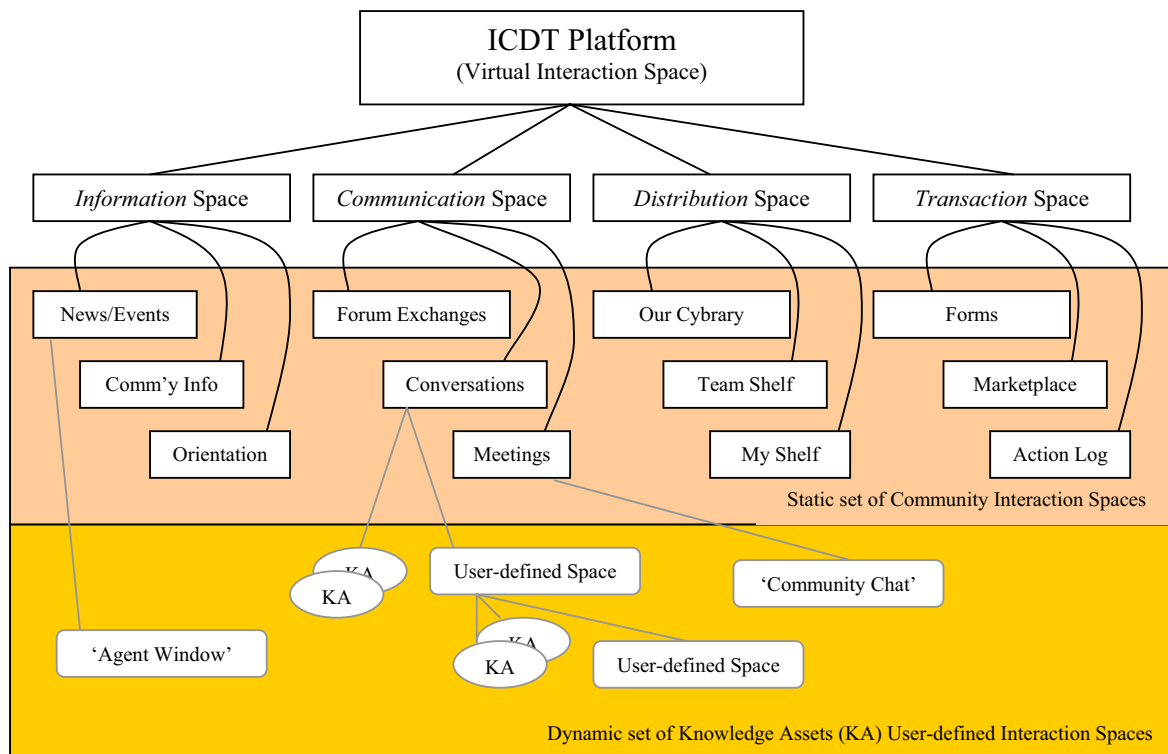 ICDT Platform
(Virtual Interaction Space)
Information Space
Communication Space
Distribution Space
Transaction Space
News/Events
Forum Exchanges
Our Cybrary
Forms
Comm’y Info
Conversations
Team Shelf
Marketplace
Orientation
Meetings
My Shelf
Action Log
Static set of Community Interaction Spaces
KA
KA
User-defined Space
‘Community Chat’
KA
KA
‘Agent Window’
User-defined Space
Dynamic set of Knowledge Assets (KA) User-defined Interaction Spaces